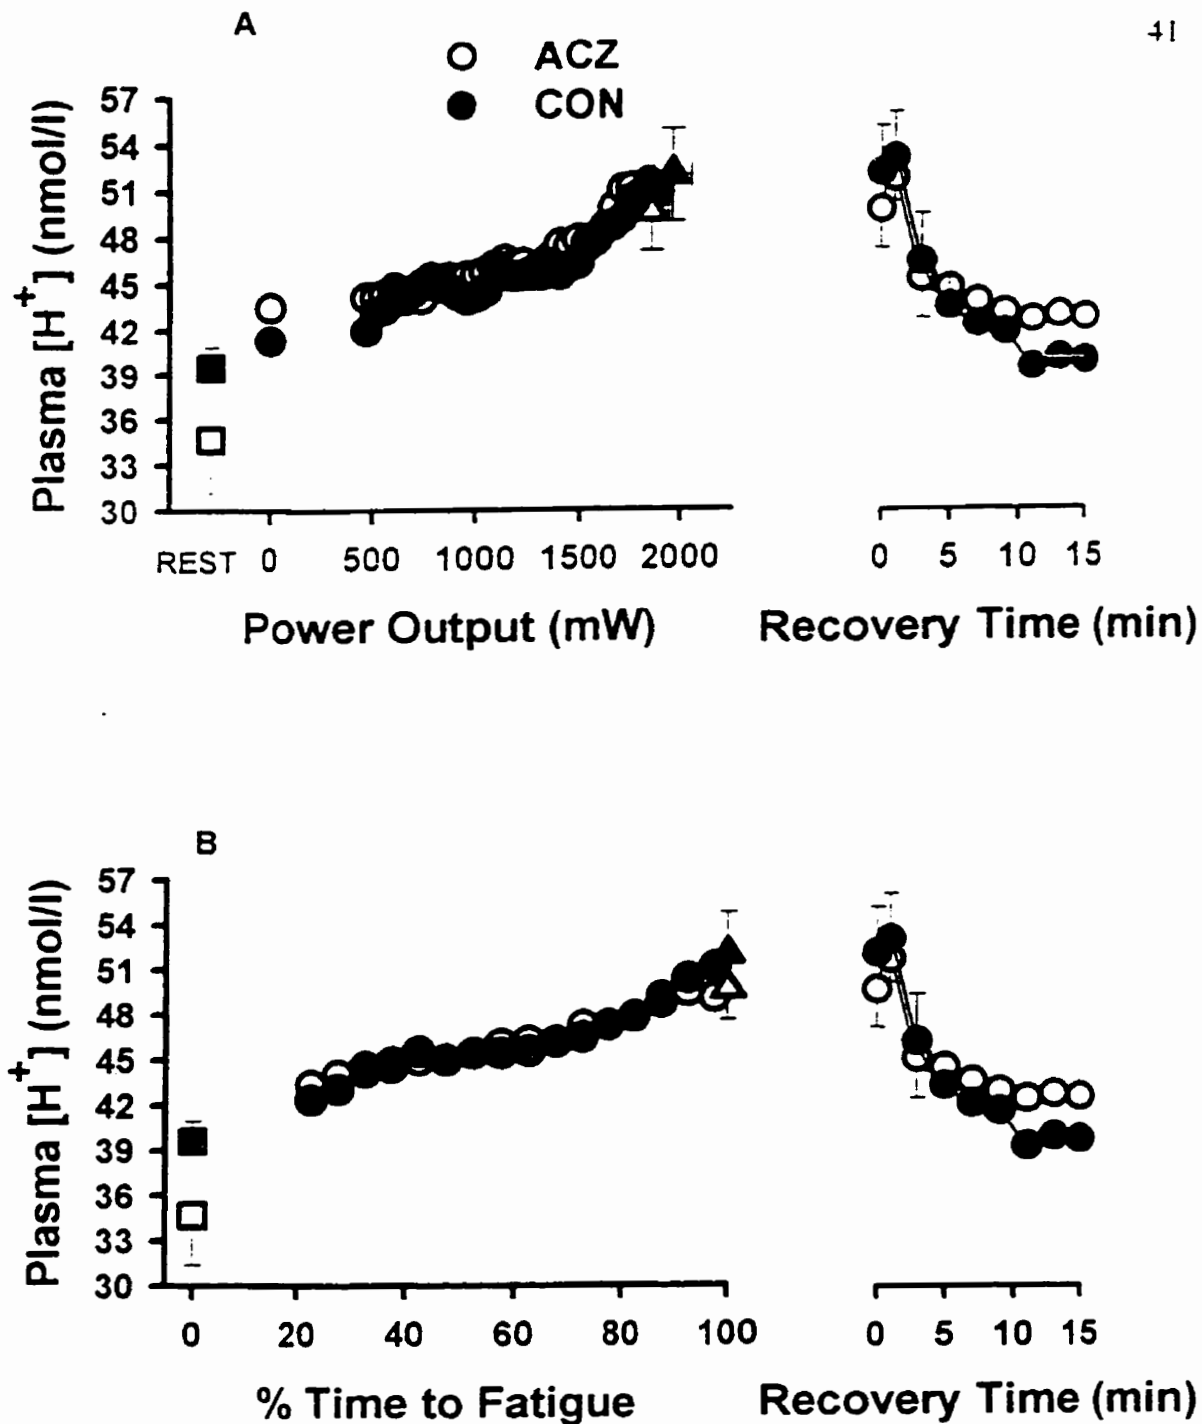 A
41
ACZ
CON
Plasma [H+] (nmol/l)
57
54
51
48
45
42
39
36
33
30
REST 0 500 1000 1500 2000
0 5 10 15
Power Output (mW)
Recovery Time (min)
B
Plasma [H+] (nmol/l)
57
54
51
48
45
42
39
36
33
30
0 20 40 60 80 100
0 5 10 15
% Time to Fatigue
Recovery Time (min)